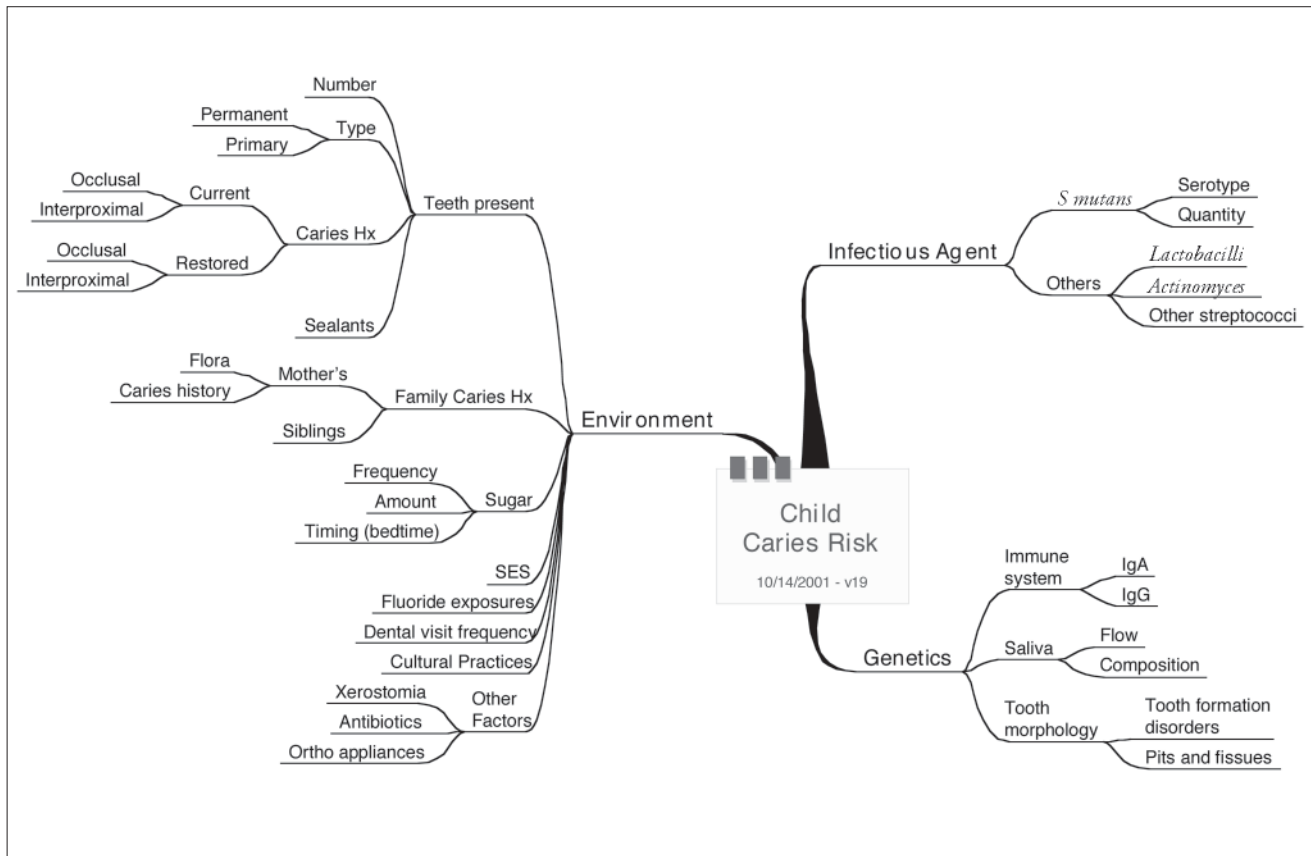 Number
Permanent
Type
Primary
Occlusal
Current
Interproximal
Teeth present
Caries Hx
Occlusal
Restored
Interproximal
Sealants
Flora
Mother's
Caries history
Family Caries Hx
Siblings
Environment
Frequency
Amount
Sugar
Timing (bedtime)
SES
Fluoride exposures
Dental visit frequency
Cultural Practices
Xerostomia
Other
Factors
Antibiotics
Ortho appliances
Child
Caries Risk
10/14/2001 - v19
Infectious Agent
S mutans
Serotype
Quantity
Others
Lactobacilli
Actinomyces
Other streptococci
Genetics
Immune
system
IgA
IgG
Saliva
Flow
Composition
Tooth
morphology
Tooth formation
disorders
Pits and fissues